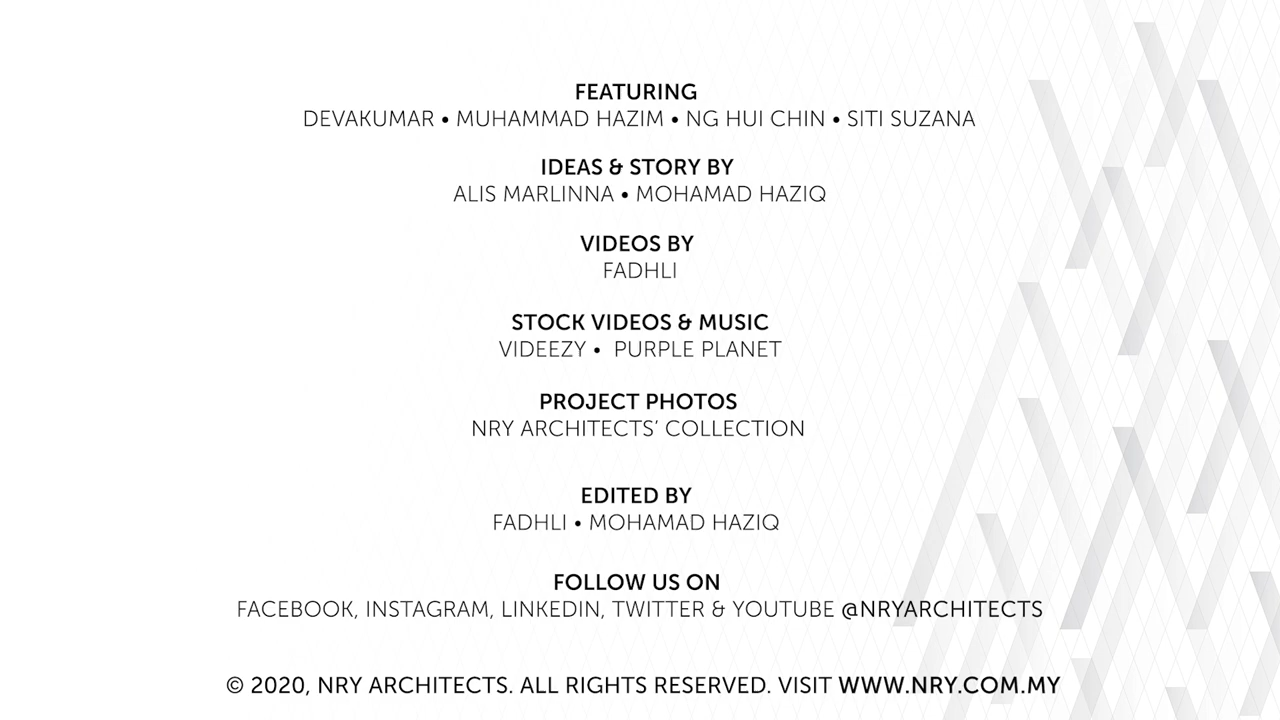 FEATURING
DEVAKUMAR • MUHAMMAD HAZIM • NG HUI CHIN • SITI SUZANA
IDEAS & STORY BY
ALIS MARLINNA • MOHAMAD HAZIQ
VIDEOS BY
FADHLI
STOCK VIDEOS & MUSIC
VIDEEZY • PURPLE PLANET
PROJECT PHOTOS
NRY ARCHITECTS’ COLLECTION
EDITED BY
FADHLI • MOHAMAD HAZIQ
FOLLOW US ON
FACEBOOK, INSTAGRAM, LINKEDIN, TWITTER & YOUTUBE @NRYARCHITECTS
© 2020, NRY ARCHITECTS. ALL RIGHTS RESERVED. VISIT WWW.NRY.COM.MY